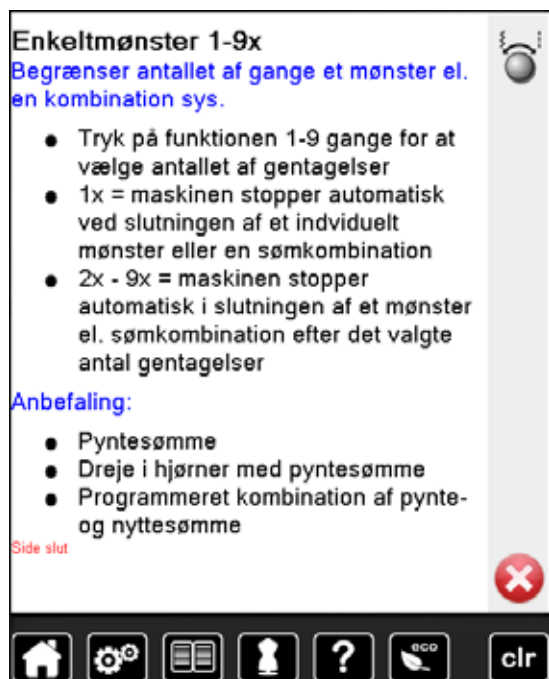 Enkeltmønster 1-9x
Begrænser antallet af gange et mønster el.
en kombination sys.
● Tryk på funktionen 1-9 gange for at
vælge antallet af gentagelser
● 1x = maskinen stopper automatisk
ved slutningen af et indviduelt
mønster eller en sømkombination
● 2x - 9x = maskinen stopper
automatisk i slutningen af et mønster
el. sømkombination efter det valgte
antal gentagelser
Anbefaling:
● Pyntesømme
● Dreje i hjørner med pyntesømme
● Programmeret kombination af pynte-
og nyttesømme
Side slut
? eco clr